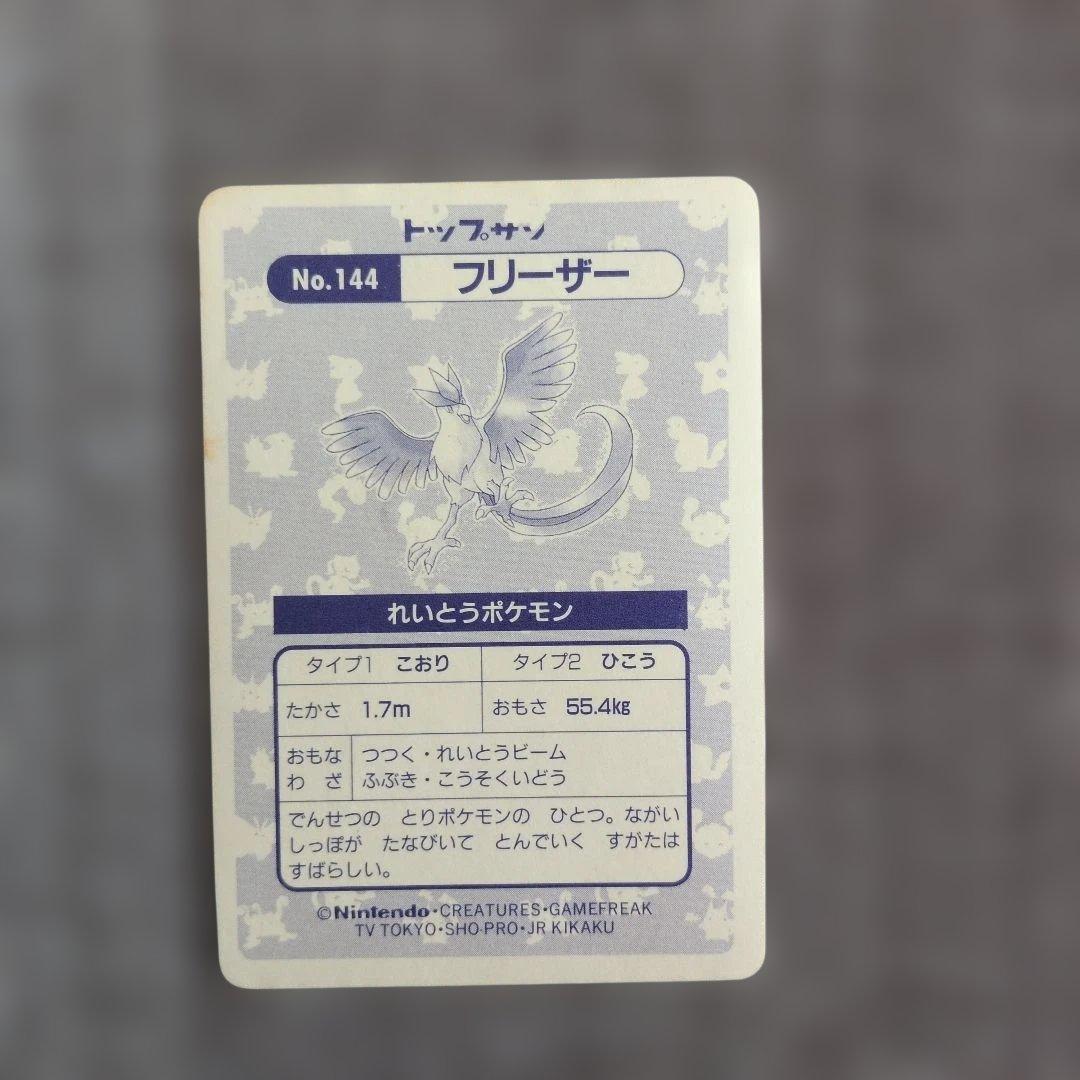 トップサン
No.144 フリーザー
れいとうポケモン
タイプ1 こおり タイプ2 ひこう
たかさ 1.7m おもさ 55.4kg
おもな つつく・れいとうビーム
わ ざ ふぶき・こうそくいどう
でんせつの とりポケモンの ひとつ。ながい
しっぽが たなびいて とんでいく すがたは
すばらしい。
©Nintendo・CREATURES・GAMEFREAK
TV TOKYO・SHO-PRO・JR KIKAKU